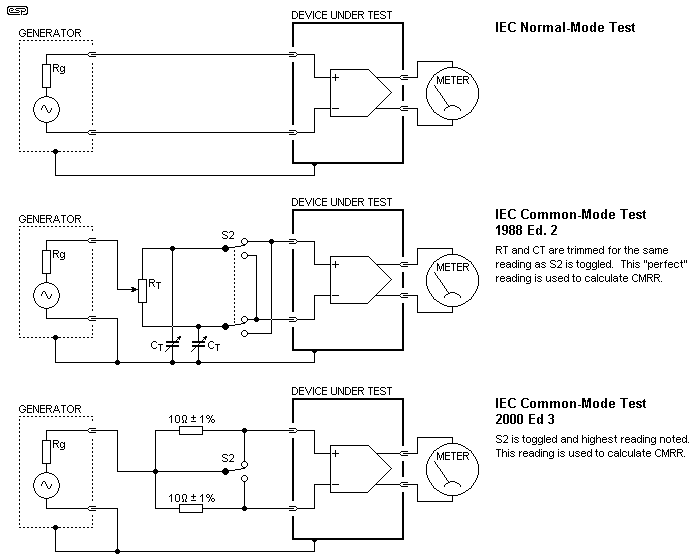 esp
DEVICE UNDER TEST
IEC Normal-Mode Test
GENERATOR
Rg
+
−
METER
DEVICE UNDER TEST
IEC Common-Mode Test
1988 Ed. 2
GENERATOR
S2
RT and CT are trimmed for the same
reading as S2 is toggled. This "perfect"
reading is used to calculate CMRR.
Rg
RT
+
−
METER
CT
CT
DEVICE UNDER TEST
IEC Common-Mode Test
2000 Ed 3
GENERATOR
10Ω ± 1%
S2 is toggled and highest reading noted.
This reading is used to calculate CMRR.
Rg
S2
+
−
METER
10Ω ± 1%